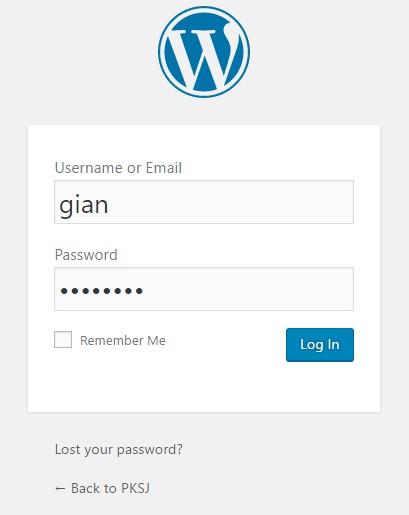 Username or Email
gian
Password
••••••••
Remember Me
Log In
Lost your password?
← Back to PKSJ